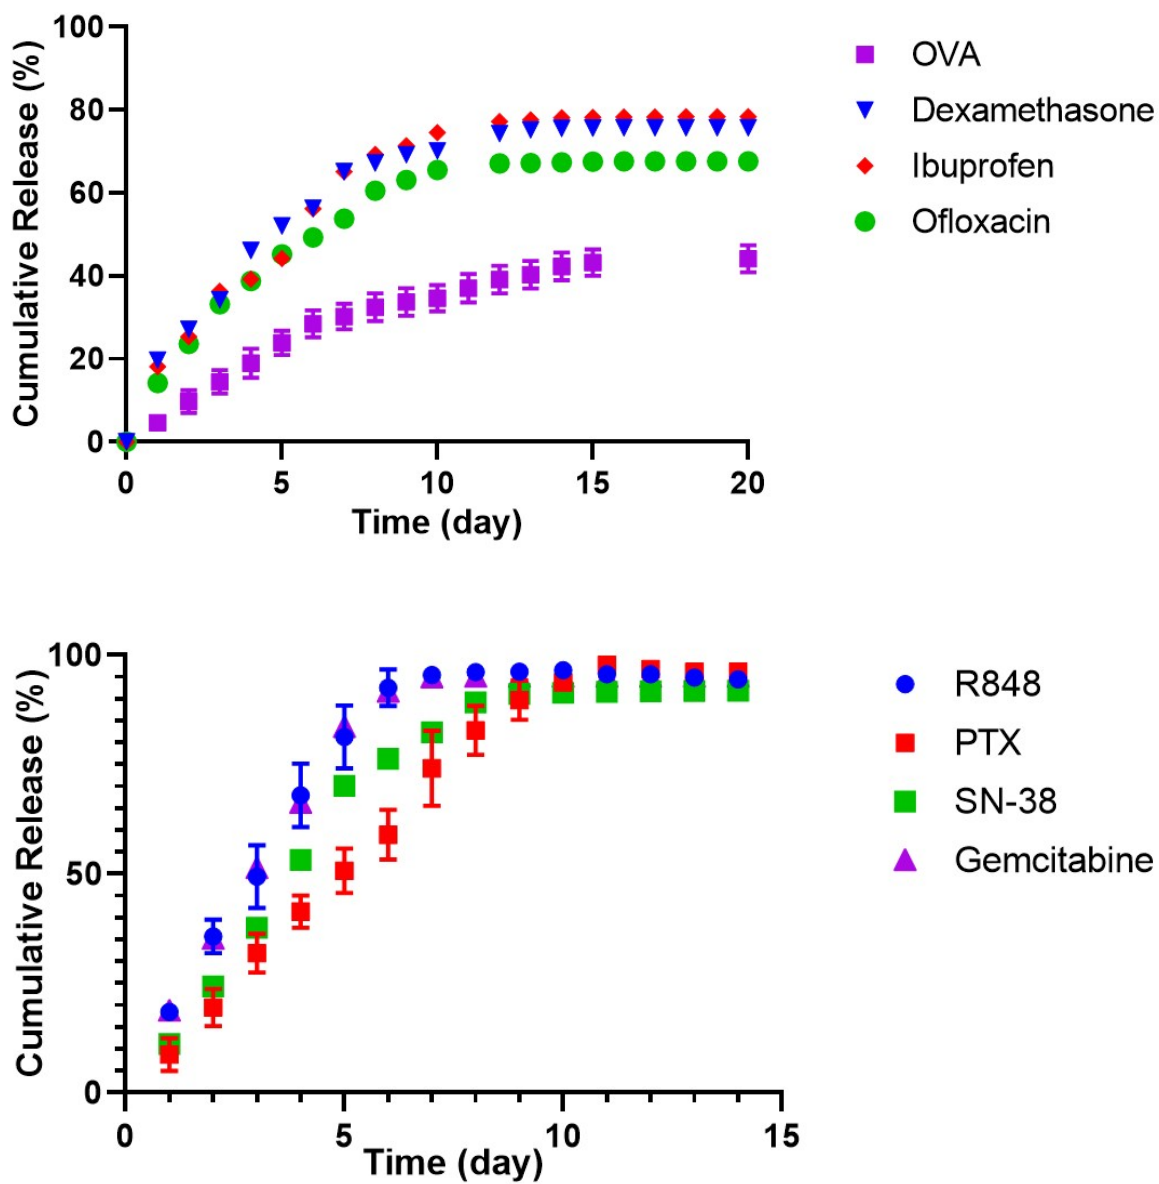 100
80
60
40
20
0
Cumulative Release (%)
0 5 10 15 20
Time (day)
OVA
Dexamethasone
Ibuprofen
Ofloxacin
100
50
0
Cumulative Release (%)
0 5 10 15
Time (day)
R848
PTX
SN-38
Gemcitabine